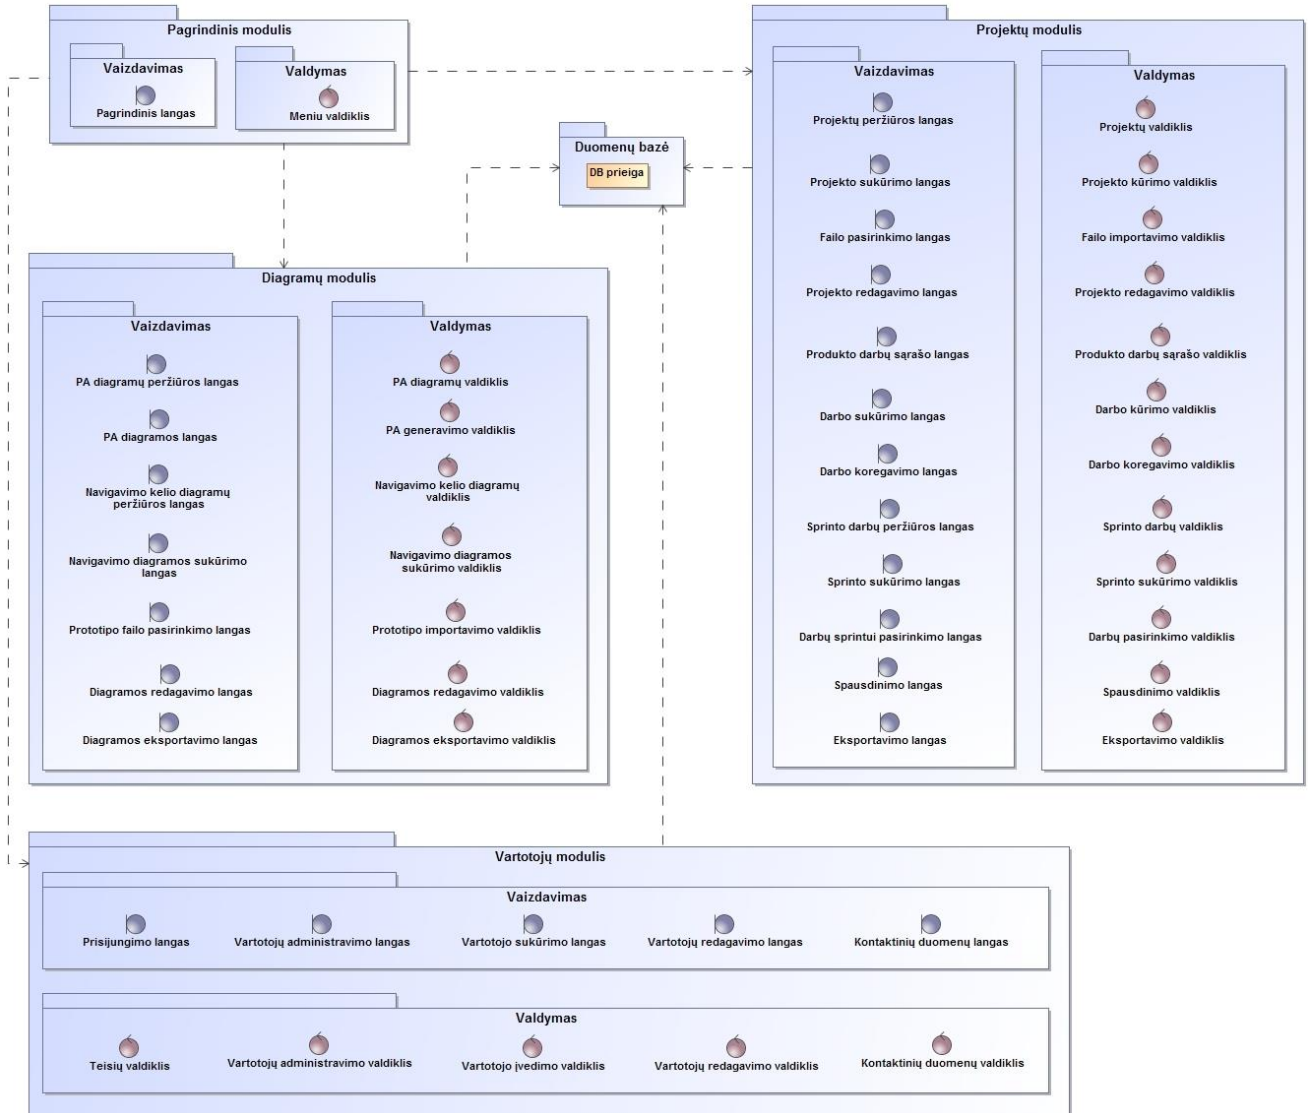 Pagrindinis modulis
Vaizdavimas
Pagrindinis langas
Valdymas
Meniu valdiklis
Duomenų bazė
DB prieiga
Projektų modulis
Vaizdavimas
Projektų peržiūros langas
Projekto sukūrimo langas
Failo pasirinkimo langas
Projekto redagavimo langas
Produkto darbų sąrašo langas
Darbo sukūrimo langas
Darbo koregavimo langas
Sprinto darbų peržiūros langas
Sprinto sukūrimo langas
Darbų sprintui pasirinkimo langas
Spausdinimo langas
Eksportavimo langas
Valdymas
Projektų valdiklis
Projekto kūrimo valdiklis
Failo importavimo valdiklis
Projekto redagavimo valdiklis
Produkto darbų sąrašo valdiklis
Darbo kūrimo valdiklis
Darbo koregavimo valdiklis
Sprinto darbų valdiklis
Sprinto sukūrimo valdiklis
Darbų pasirinkimo valdiklis
Spausdinimo valdiklis
Eksportavimo valdiklis
Diagramų modulis
Vaizdavimas
PA diagramų peržiūros langas
PA diagramos langas
Navigavimo kelio diagramų
peržiūros langas
Navigavimo diagramos sukūrimo
langas
Prototipo failo pasirinkimo langas
Diagramos redagavimo langas
Diagramos eksportavimo langas
Valdymas
PA diagramų valdiklis
PA generavimo valdiklis
Navigavimo kelio diagramų
valdiklis
Navigavimo diagramos
sukūrimo valdiklis
Prototipo importavimo valdiklis
Diagramos redagavimo valdiklis
Diagramos eksportavimo valdiklis
Vartotojų modulis
Vaizdavimas
Prisijungimo langas
Vartotojų administravimo langas
Vartotojo sukūrimo langas
Vartotojų redagavimo langas
Kontaktinių duomenų langas
Valdymas
Teisių valdiklis
Vartotojų administravimo valdiklis
Vartotojo įvedimo valdiklis
Vartotojų redagavimo valdiklis
Kontaktinių duomenų valdiklis